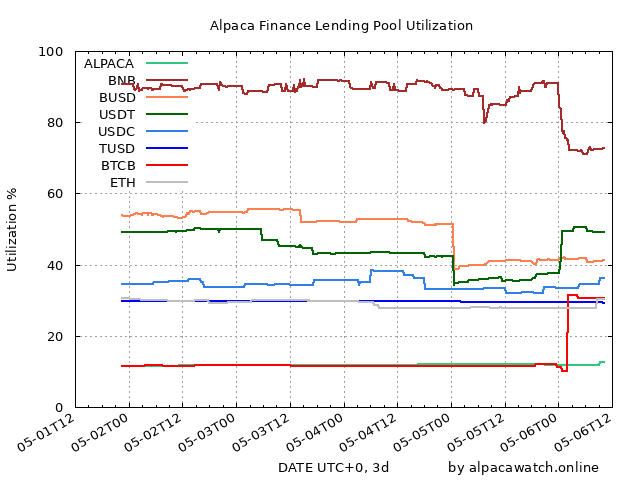 Alpaca Finance Lending Pool Utilization
100
80
60
40
20
0
Utilization %
ALPACA
BNB
BUSD
USDT
USDC
TUSD
BTCB
ETH
05-01T12
05-02T00
05-02T12
05-03T00
05-03T12
05-04T00
05-04T12
05-05T00
05-05T12
05-06T00
05-06T12
DATE UTC+0, 3d
by alpacawatch.online